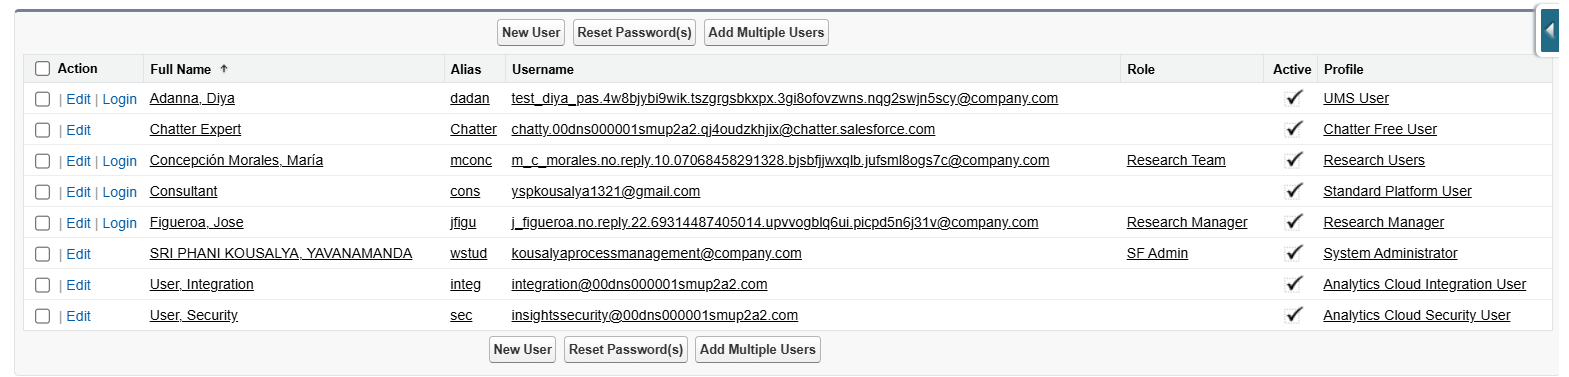 New User Reset Password(s) Add Multiple Users
Action Full Name ↑ Alias Username Role Active Profile
| Edit | Login Adanna, Diya dadan test_diya_pas.4w8bjybi9wik.tszgrgsbkxpx.3gi8ofovzwns.nqg2swjn5scy@company.com UMS User
| Edit Chatter Expert Chatter chatty.00dns000001smup2a2.qj4oudzkhjix@chatter.salesforce.com Chatter Free User
| Edit | Login Concepción Morales, María mconc m_c_morales.no.reply.10.07068458291328.bjsbfjjwxqlb.jufsml8ogs7c@company.com Research Team Research Users
| Edit | Login Consultant cons yspkousalya1321@gmail.com Standard Platform User
| Edit | Login Figueroa, Jose jfigu j_figueroa.no.reply.22.69314487405014.upvvogblq6ui.picpd5n6j31v@company.com Research Manager Research Manager
| Edit SRI PHANI KOUSALYA, YAVANAMANDA wstud kousalyaprocessmanagement@company.com SF Admin System Administrator
| Edit User, Integration integ integration@00dns000001smup2a2.com Analytics Cloud Integration User
| Edit User, Security sec insightssecurity@00dns000001smup2a2.com Analytics Cloud Security User
New User Reset Password(s) Add Multiple Users